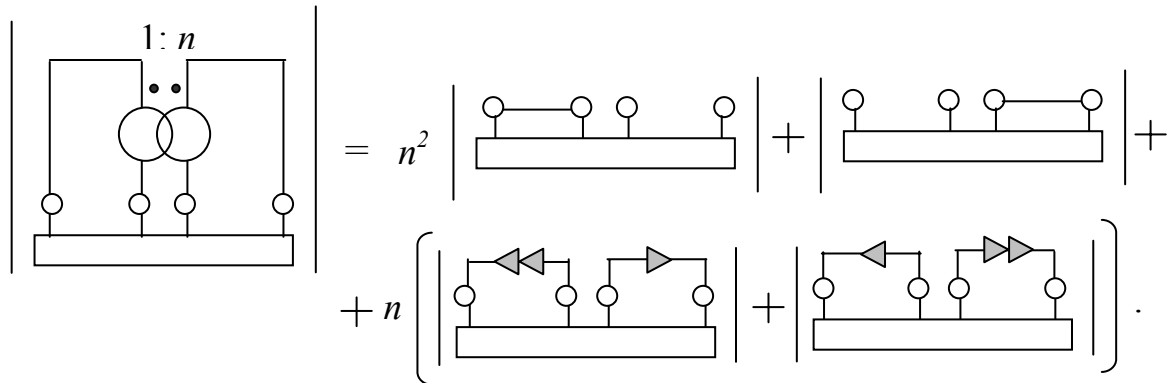 1: n
= n² + +
+ n ( + ) .